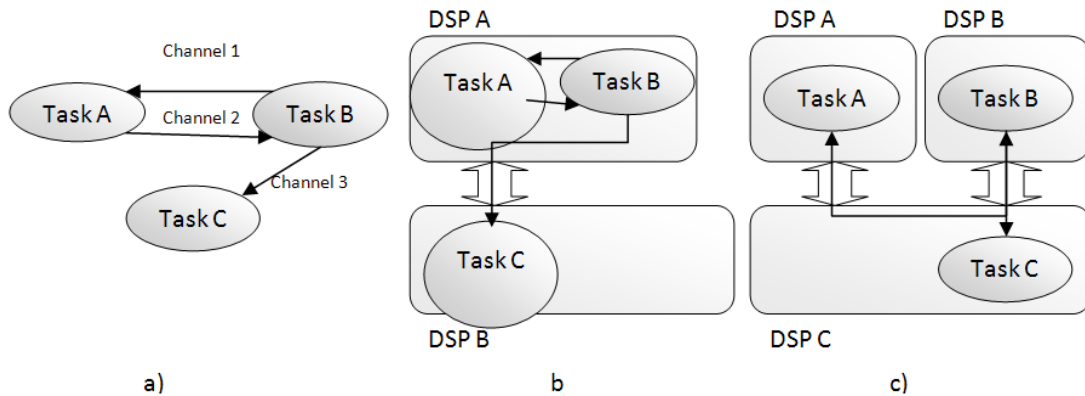 Channel 1
Task A
Channel 2
Task B
Channel 3
Task C
a)
DSP A
Task A
Task B
Task C
DSP B
b
DSP A
DSP B
Task A
Task B
Task C
DSP C
c)